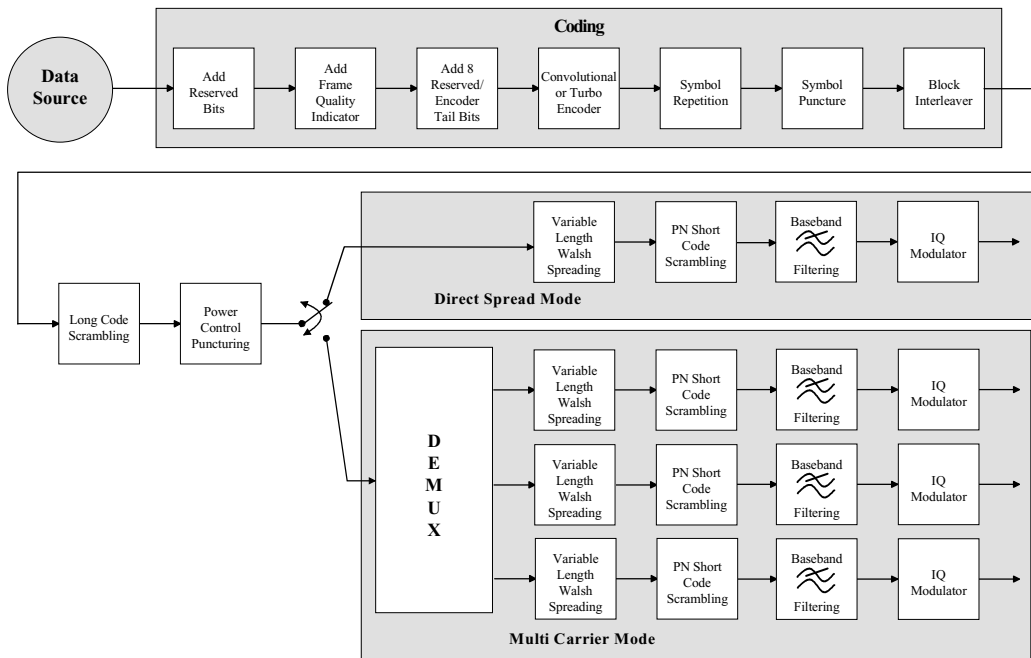 Coding
Data
Source
Add
Reserved
Bits
Add
Frame
Quality
Indicator
Add 8
Reserved/
Encoder
Tail Bits
Convolutional
or Turbo
Encoder
Symbol
Repetition
Symbol
Puncture
Block
Interleaver
Long Code
Scrambling
Power
Control
Puncturing
Variable
Length
Walsh
Spreading
PN Short
Code
Scrambling
Baseband
Filtering
IQ
Modulator
Direct Spread Mode
D
E
M
U
X
Variable
Length
Walsh
Spreading
PN Short
Code
Scrambling
Baseband
Filtering
IQ
Modulator
Variable
Length
Walsh
Spreading
PN Short
Code
Scrambling
Baseband
Filtering
IQ
Modulator
Variable
Length
Walsh
Spreading
PN Short
Code
Scrambling
Baseband
Filtering
IQ
Modulator
Multi Carrier Mode